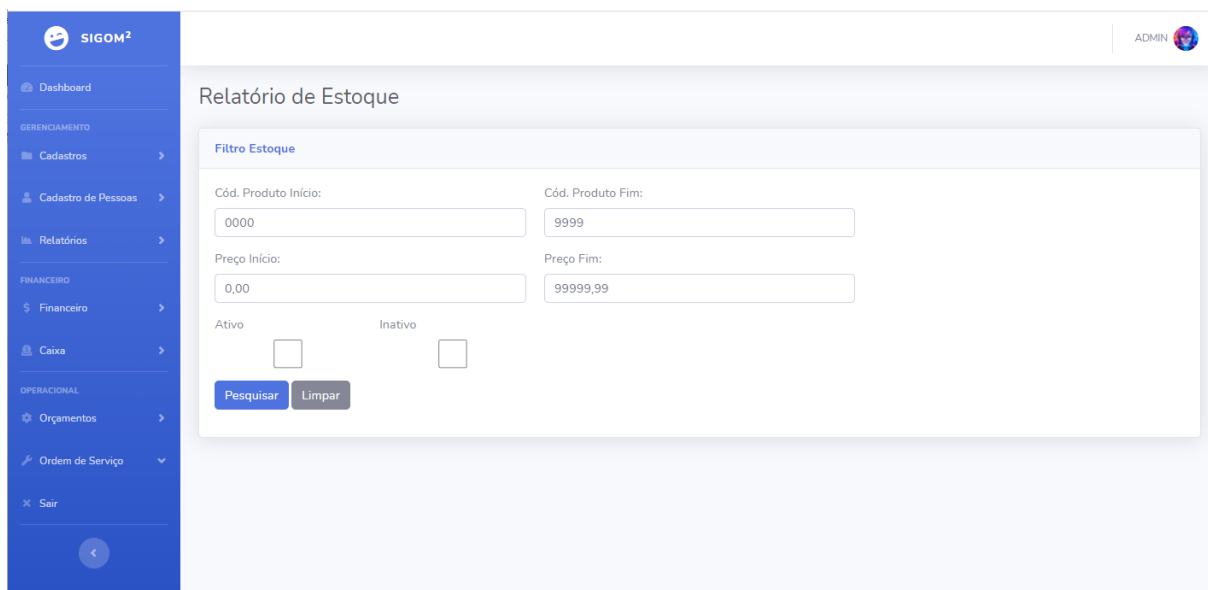 SIGOM²
ADMIN
Dashboard
GERENCIAMENTO
Cadastros
Cadastro de Pessoas
Relatórios
FINANCEIRO
$ Financeiro
Caixa
OPERACIONAL
Orçamentos
Ordem de Serviço
Sair
Relatório de Estoque
Filtro Estoque
Cód. Produto Início: Cód. Produto Fim:
0000 9999
Preço Início: Preço Fim:
0,00 99999,99
Ativo Inativo
Pesquisar Limpar